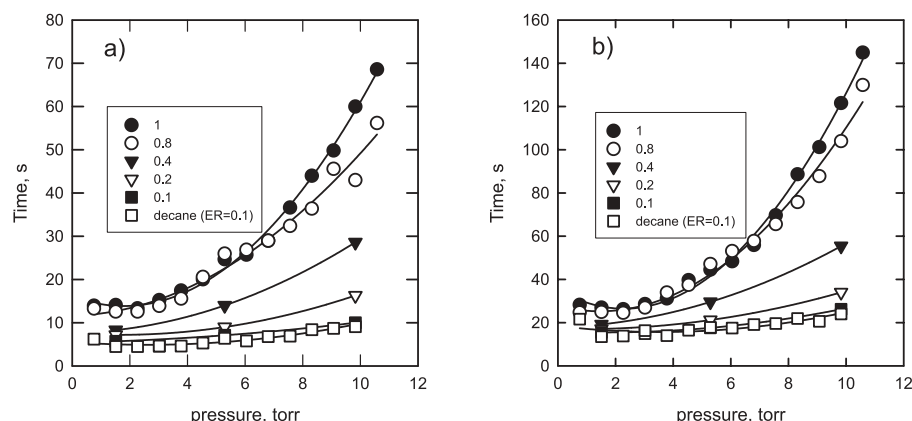 a)
80
70
60
50
40
30
20
10
0
Time, s
1
0.8
0.4
0.2
0.1
decane (ER=0.1)
0 2 4 6 8 10 12
pressure, torr
b)
160
140
120
100
80
60
40
20
0
Time, s
1
0.8
0.4
0.2
0.1
decane (ER=0.1)
0 2 4 6 8 10 12
pressure, torr